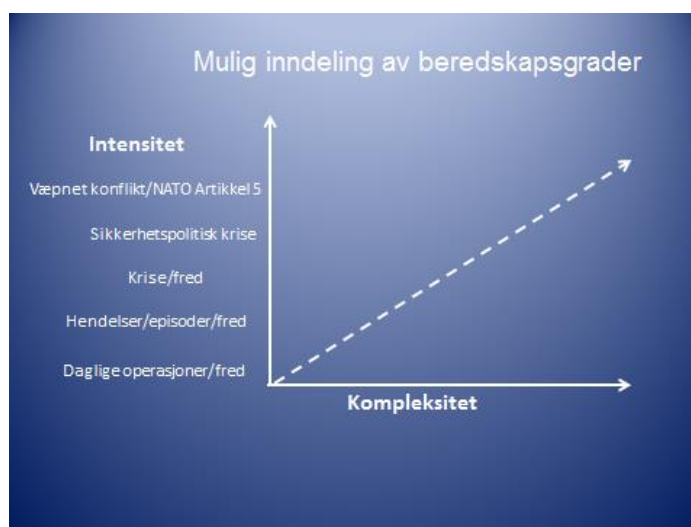 Mulig inndeling av beredskapsgrader
Intensitet
Væpnet konflikt/NATO Artikkel 5
Sikkerhetspolitisk krise
Krise/fred
Hendelser/episoder/fred
Daglige operasjoner/fred
Kompleksitet